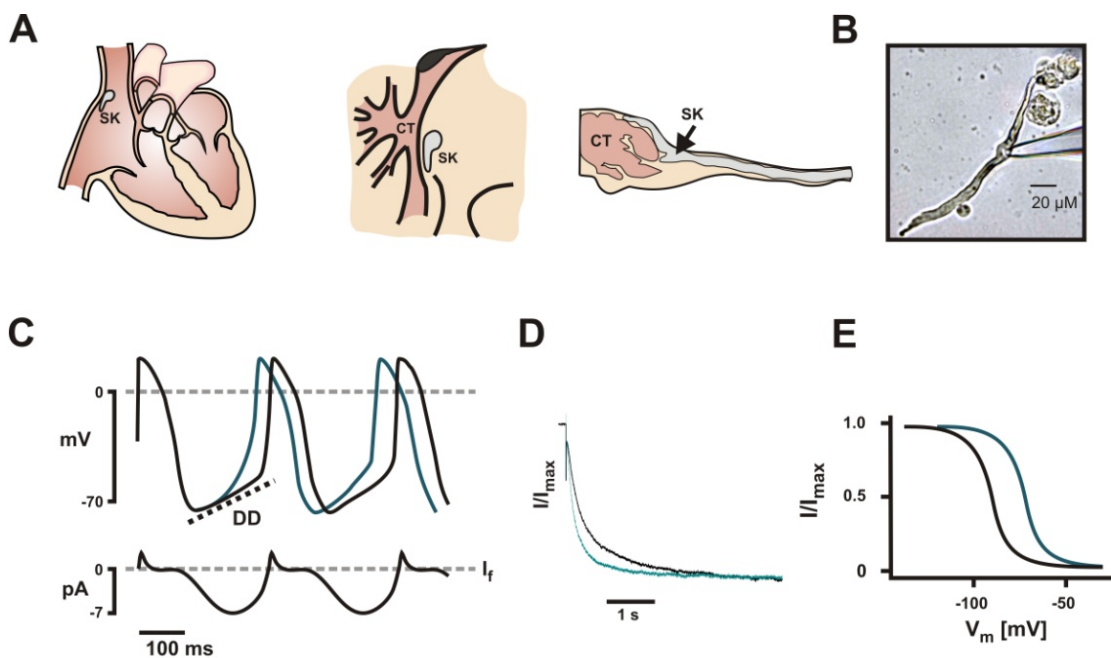 A
SK
CT
SK
CT
SK
B
20 µM
C
0
mV
-70
DD
0
pA
-7
I_f
100 ms
D
I/I_max
1 s
E
1.0
0.5
0
I/I_max
-100
-50
V_m [mV]